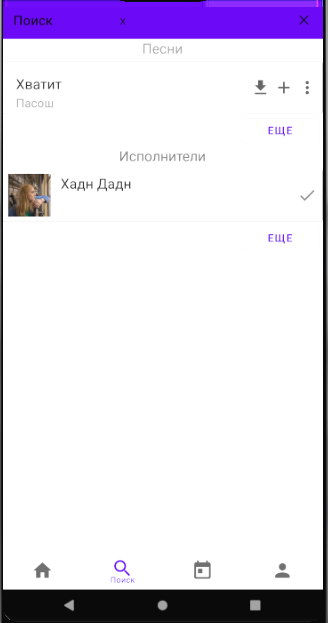 Поиск х
Песни
Хватит
Пасош
ЕЩЕ
Исполнители
Хадн Дадн
ЕЩЕ
Поиск